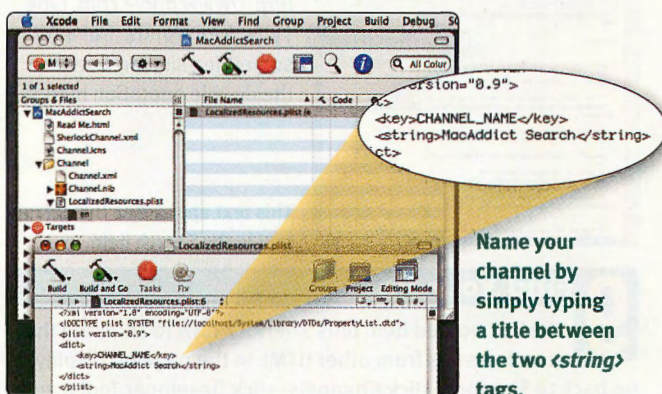 Xcode File Edit Format View Find Group Project Build Debug
MacAddictSearch
M
All Colur
1 of 1 selected
Groups & Files
File Name
Code
MacAddictSearch
Read Me.html
SherlockChannel.xml
Channel.icns
Channel
Channel.xml
Channel.nib
LocalizedResources.plist
en
Targets
LocalizedResources.plist
version="0.9">
<key>CHANNEL_NAME</key>
<string>MacAddict Search</string>
LocalizedResources.plist
Build
Build and Go
Tasks
Fix
Groups
Project
Editing Mode
LocalizedResources.plist:6
<?xml version="1.0" encoding="UTF-8"?>
<!DOCTYPE plist SYSTEM "file://localhost/System/Library/DTDs/PropertyList.dtd">
<plist version="0.9">
<dict>
<key>CHANNEL_NAME</key>
<string>MacAddict Search</string>
</dict>
</plist>
Name your
channel by
simply typing
a title between
the two <string>
tags.